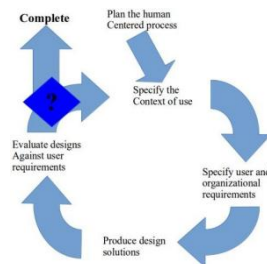 Complete
Plan the human
Centered process
?
Specify the
Context of use
Evaluate designs
Against user
requirements
Specify user and
organizational
requirements
Produce design
solutions